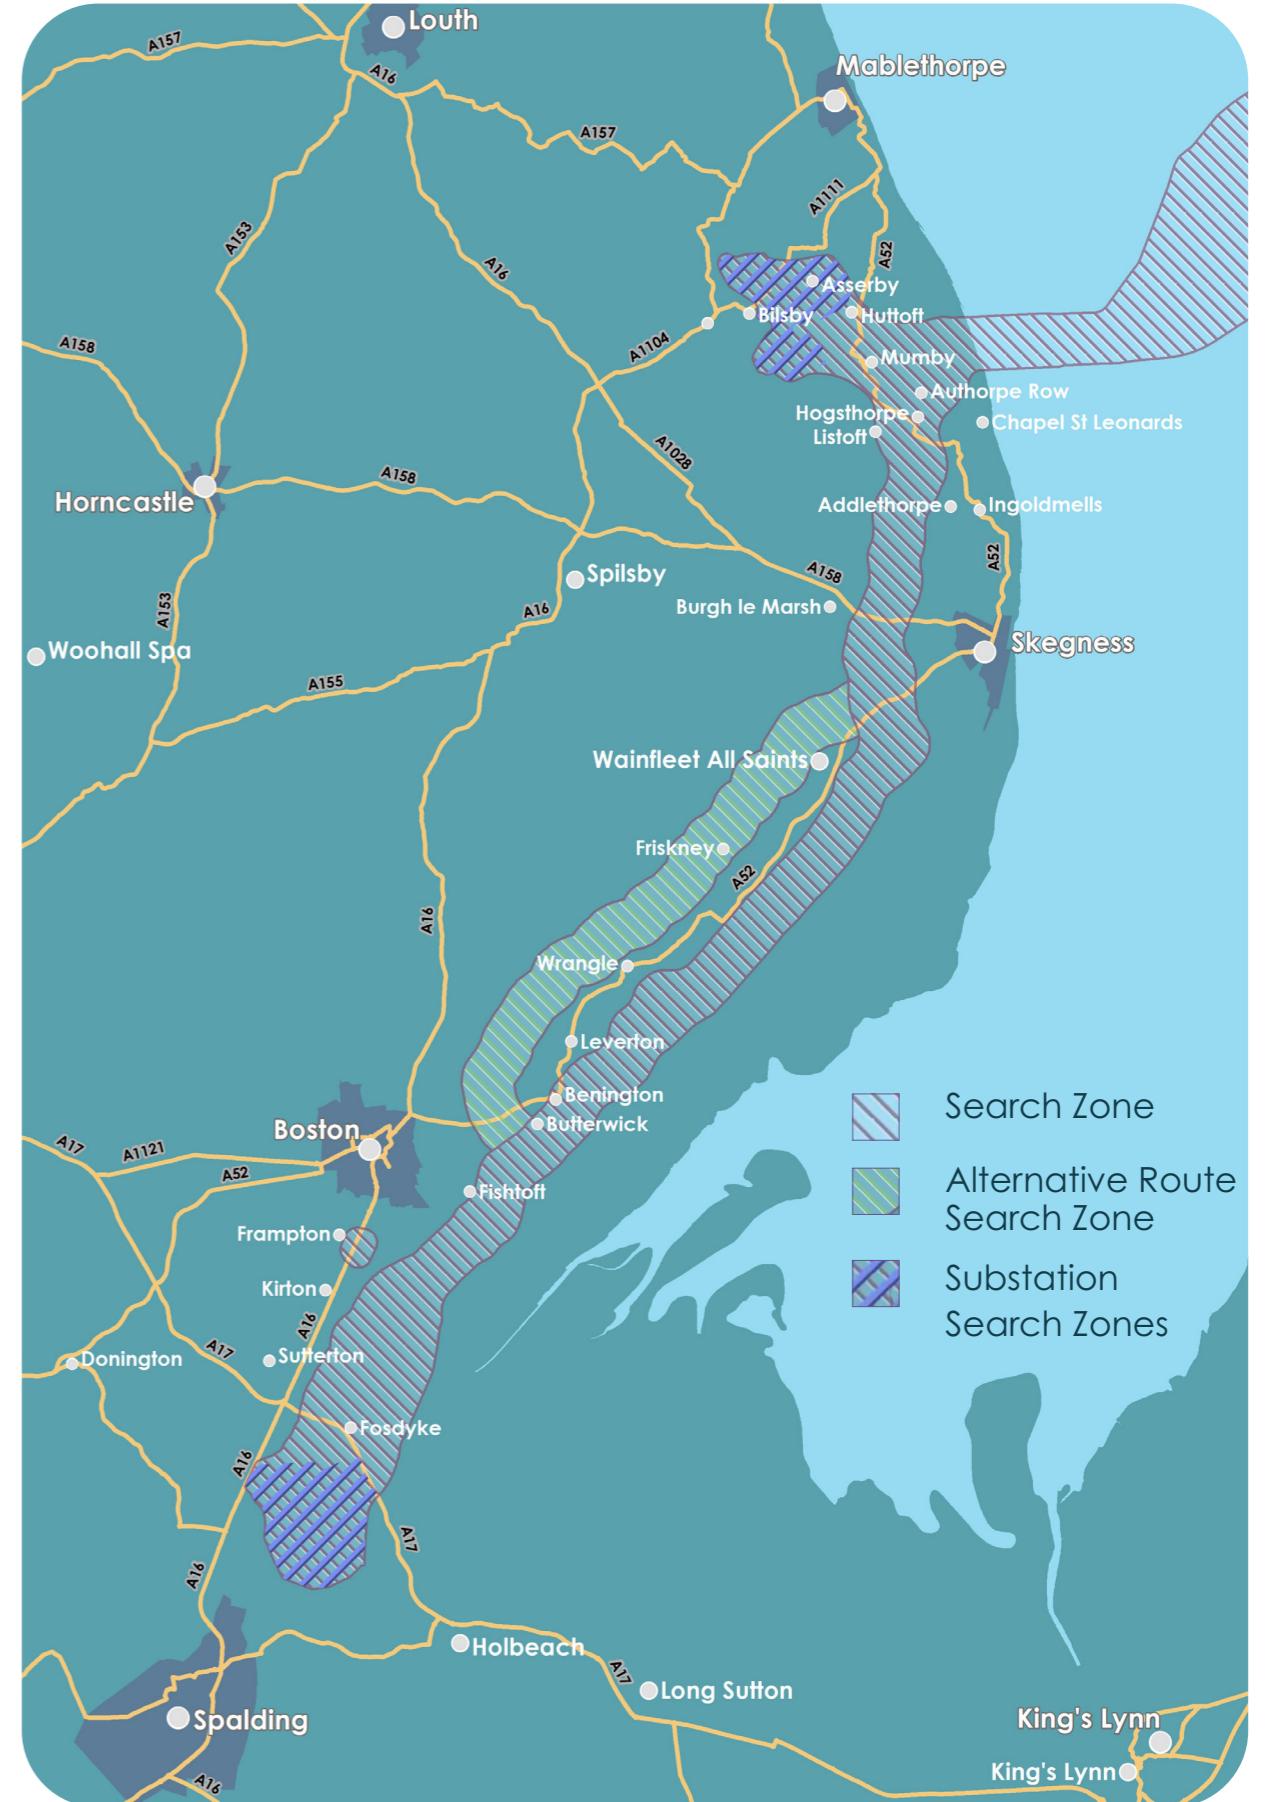 Louth
A157
Mablethorpe
A16
A157
A1111
A153
A52
A16
Asserby
Bilsby
Huttoft
A158
A1104
Mumby
Authorpe Row
Hogsthorpe
Chapel St Leonards
Listoft
A1028
A158
Horncastle
Addlethorpe
Ingoldmells
A52
Spilsby
A158
A153
A16
Burgh le Marsh
Skegness
Woohall Spa
A155
Wainfleet All Saints
Friskney
A52
A16
Wrangle
Leverton
Benington
Search Zone
Butterwick
Boston
A17
A1121
A52
Alternative Route
Search Zone
Fishtoft
Frampton
Kirton
Substation
Search Zones
A16
A17
Sutterton
Donington
Fosdyke
A16
A17
A16
Holbeach
A17
Long Sutton
Spalding
King's Lynn
King's Lynn
A16